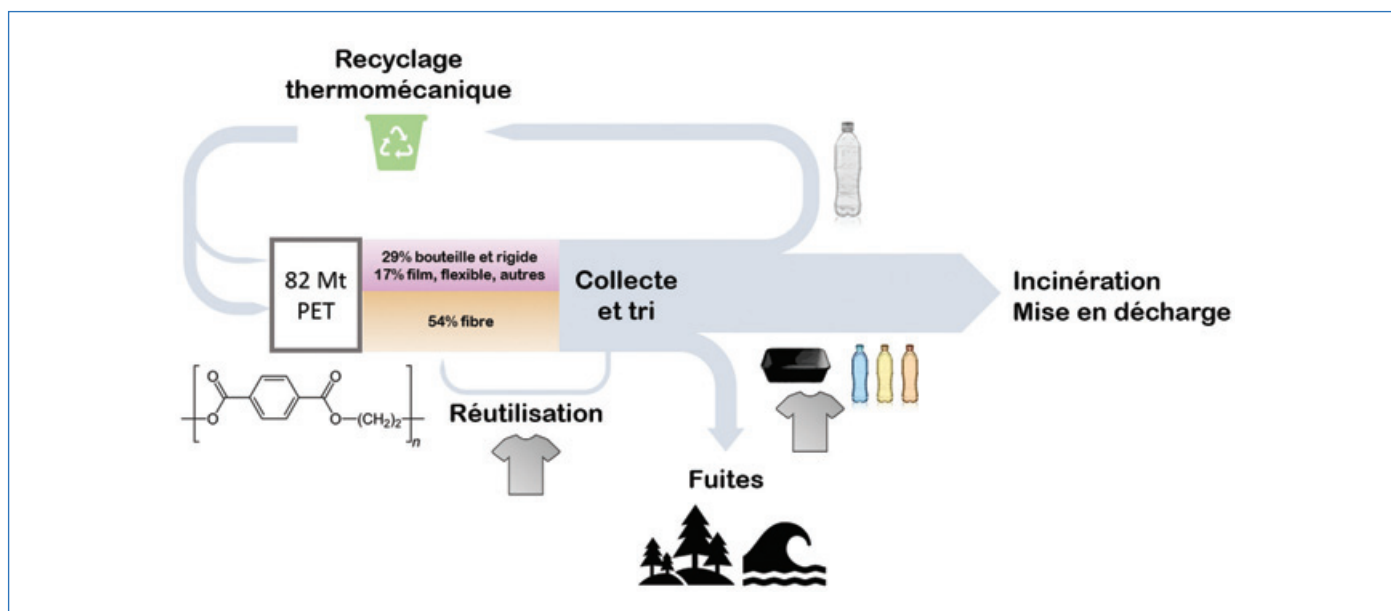 Recyclage
thermomécanique
82 Mt
PET
29% bouteille et rigide
17% film, flexible, autres
54% fibre
Collecte
et tri
Incinération
Mise en décharge
O
O
O
O—(CH₂)₂
n
Réutilisation
Fuites